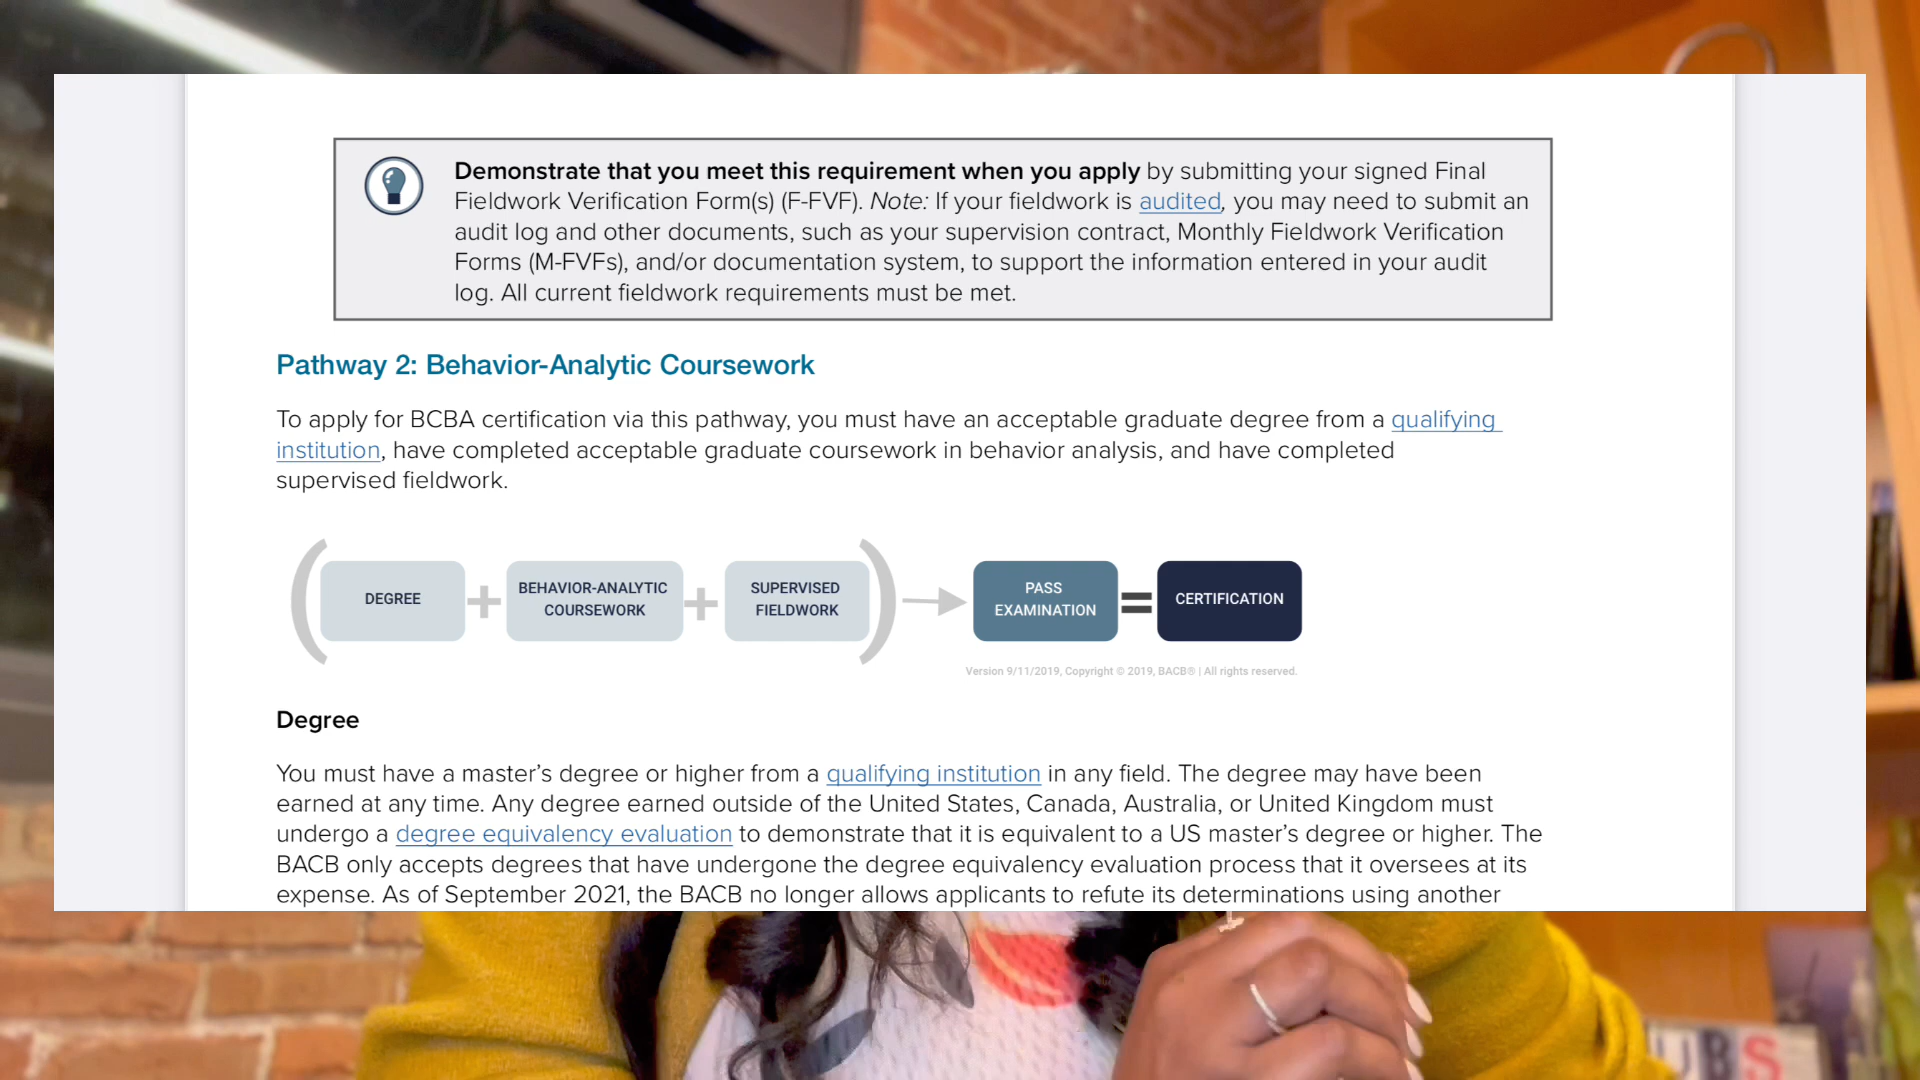 Demonstrate that you meet this requirement when you apply by submitting your signed Final
Fieldwork Verification Form(s) (F-FVF). Note: If your fieldwork is audited, you may need to submit an
audit log and other documents, such as your supervision contract, Monthly Fieldwork Verification
Forms (M-FVFs), and/or documentation system, to support the information entered in your audit
log. All current fieldwork requirements must be met.
Pathway 2: Behavior-Analytic Coursework
To apply for BCBA certification via this pathway, you must have an acceptable graduate degree from a qualifying
institution, have completed acceptable graduate coursework in behavior analysis, and have completed
supervised fieldwork.
( DEGREE + BEHAVIOR-ANALYTIC COURSEWORK + SUPERVISED FIELDWORK ) PASS EXAMINATION = CERTIFICATION
Version 9/11/2019, Copyright © 2019, BACB® | All rights reserved.
Degree
You must have a master's degree or higher from a qualifying institution in any field. The degree may have been
earned at any time. Any degree earned outside of the United States, Canada, Australia, or United Kingdom must
undergo a degree equivalency evaluation to demonstrate that it is equivalent to a US master's degree or higher. The
BACB only accepts degrees that have undergone the degree equivalency evaluation process that it oversees at its
expense. As of September 2021, the BACB no longer allows applicants to refute its determinations using another